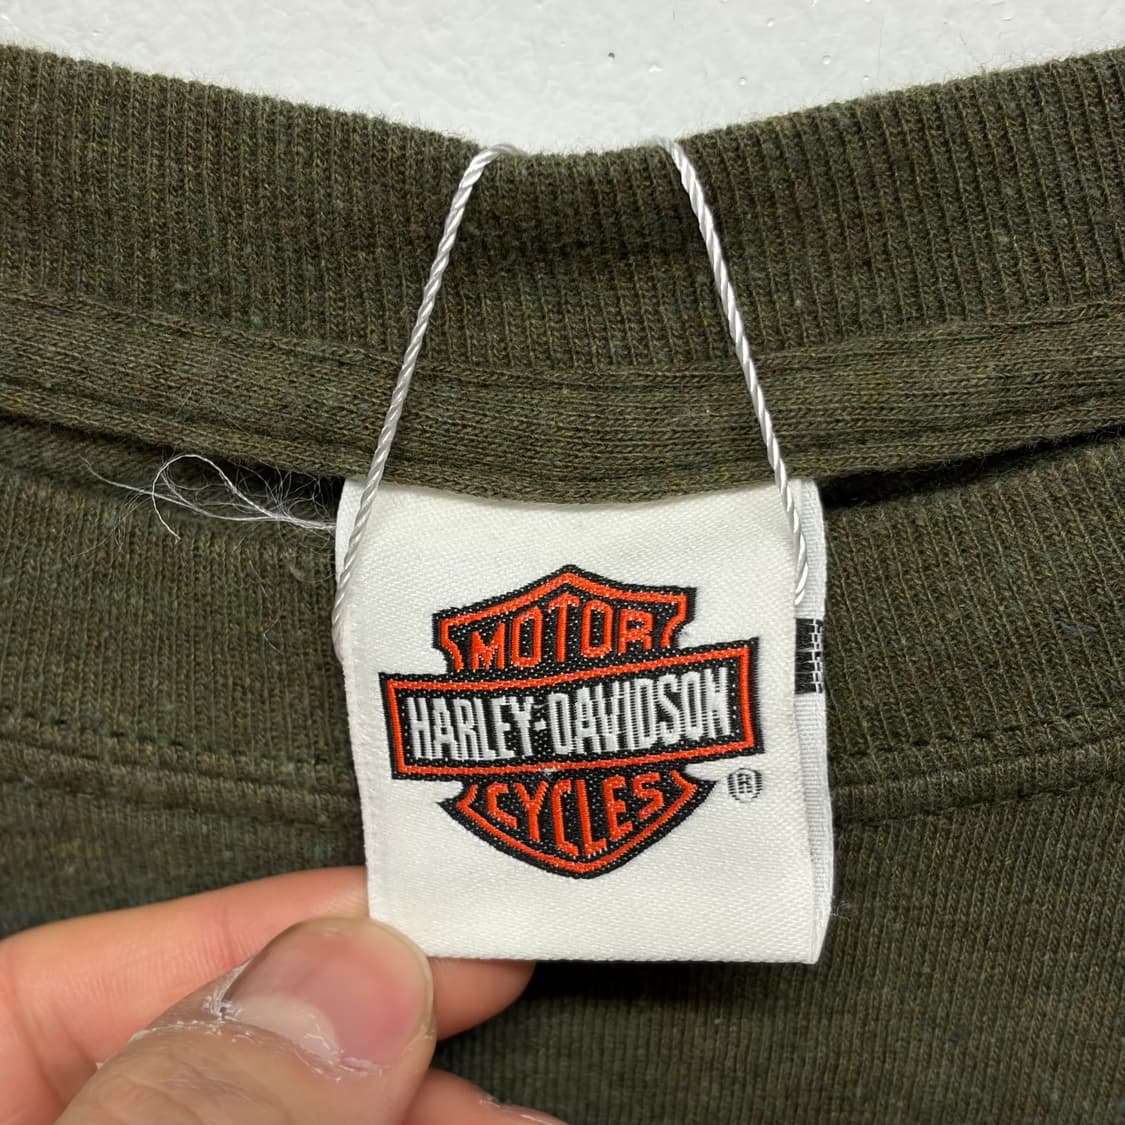 MOTOR
HARLEY-DAVIDSON
CYCLES
®